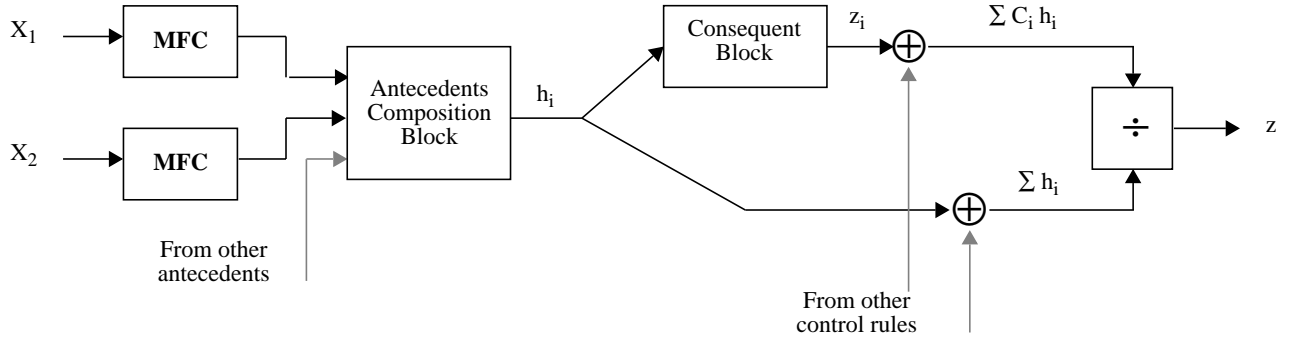 X1
MFC
X2
MFC
From other
antecedents
Antecedents
Composition
Block
hi
Consequent
Block
zi
∑ Ci hi
∑ hi
From other
control rules
÷
z